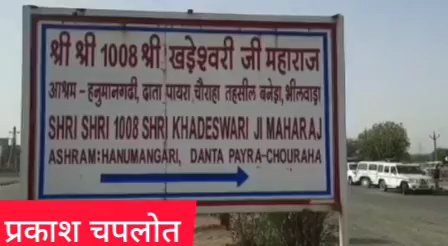 श्री श्री 1008 श्री खड़ेश्वरी जी महाराज
आश्रम - हनुमानगढी, दाता पायरा चौराहा तहसील बनेड़ा, भीलवाड़ा
SHRI SHRI 1008 SHRI KHADESWARI JI MAHARAJ
ASHRAM:HANUMANGARI, DANTA PAYRA-CHOURAHA
प्रकाश चपलोत